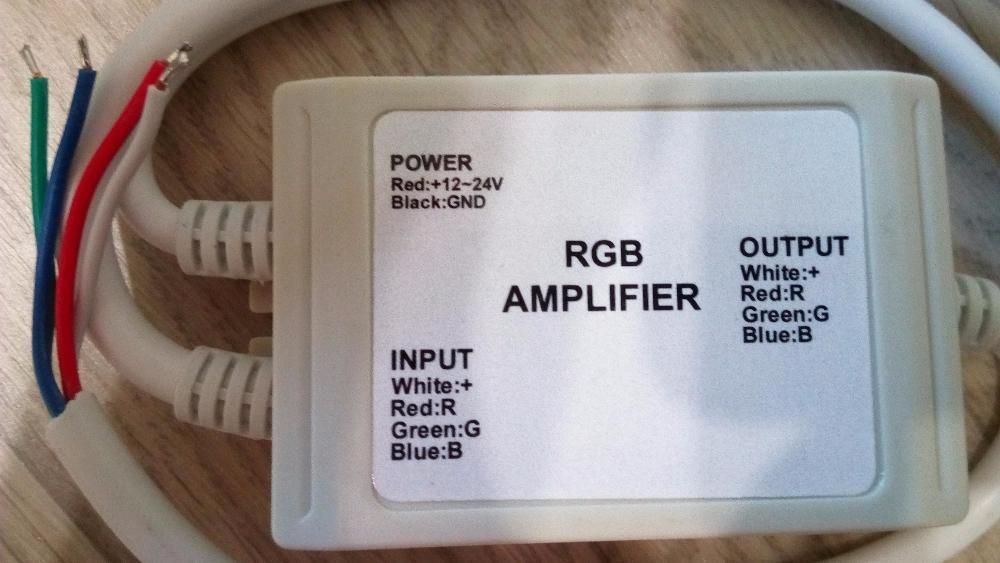 POWER
Red:+12~24V
Black:GND
RGB
AMPLIFIER
OUTPUT
White:+
Red:R
Green:G
Blue:B
INPUT
White:+
Red:R
Green:G
Blue:B